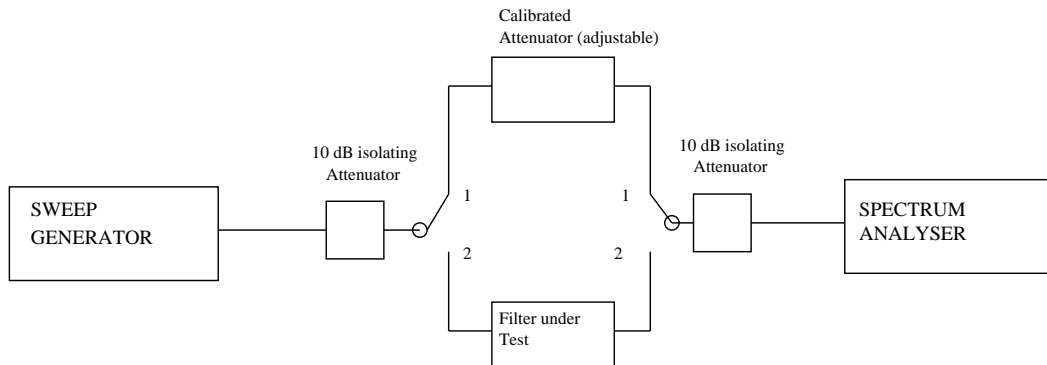 Calibrated
Attenuator (adjustable)
10 dB isolating
Attenuator
10 dB isolating
Attenuator
SWEEP
GENERATOR
1
1
2
2
SPECTRUM
ANALYSER
Filter under
Test